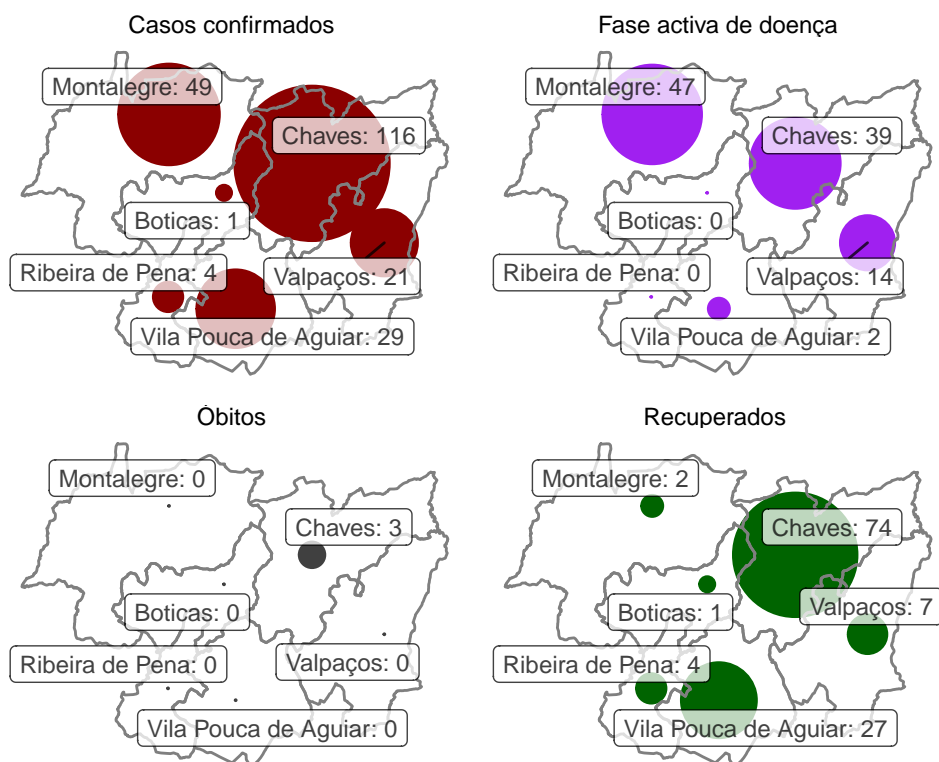 Casos confirmados
Montalegre: 49
Chaves: 116
Boticas: 1
Ribeira de Pena: 4
Valpaços: 21
Vila Pouca de Aguiar: 29
Fase activa de doença
Montalegre: 47
Chaves: 39
Boticas: 0
Ribeira de Pena: 0
Valpaços: 14
Vila Pouca de Aguiar: 2
Óbitos
Montalegre: 0
Chaves: 3
Boticas: 0
Ribeira de Pena: 0
Valpaços: 0
Vila Pouca de Aguiar: 0
Recuperados
Montalegre: 2
Chaves: 74
Boticas: 1
Valpaços: 7
Ribeira de Pena: 4
Vila Pouca de Aguiar: 27